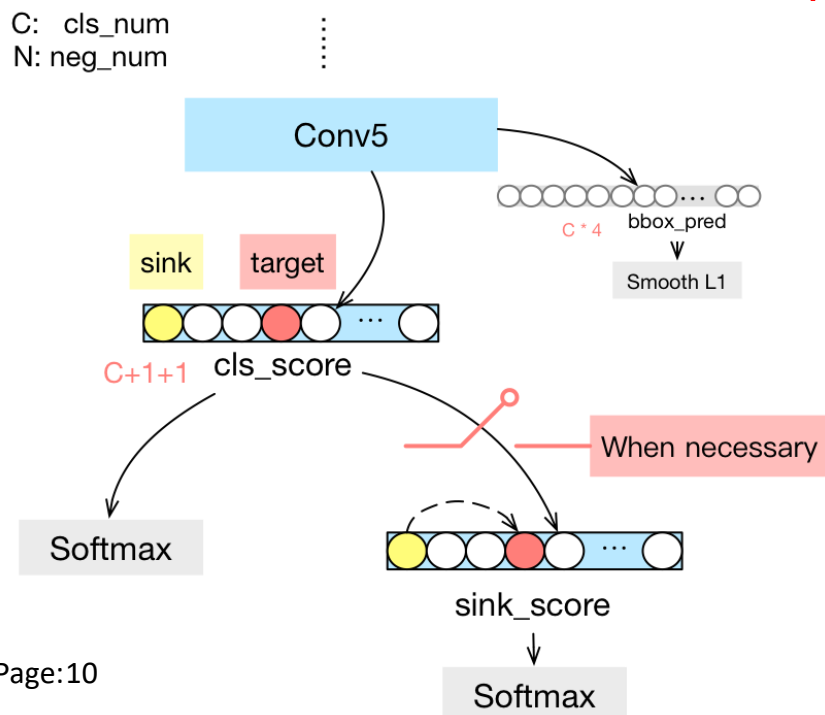 C: cls_num
N: neg_num
Conv5
...
C * 4
bbox_pred
Smooth L1
sink
target
...
C+1+1
cls_score
When necessary
Softmax
...
sink_score
Softmax
Page:10